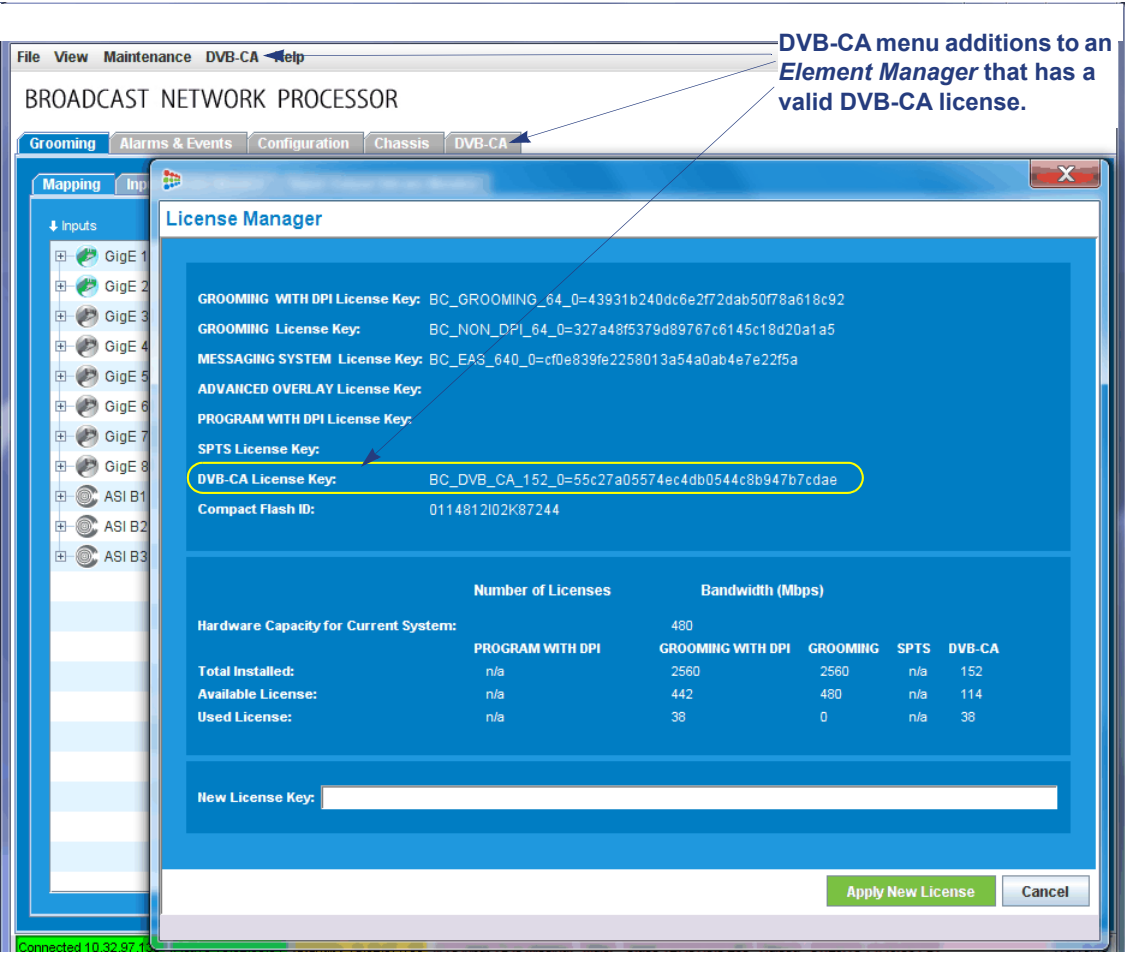 DVB-CA menu additions to an
Element Manager that has a
valid DVB-CA license.
File View Maintenance DVB-CA Help
BROADCAST NETWORK PROCESSOR
Grooming Alarms & Events Configuration Chassis DVB-CA
Mapping Inp
License Manager
Inputs
GigE 1
GigE 2
GigE 3
GigE 4
GigE 5
GigE 6
GigE 7
GigE 8
ASI B1
ASI B2
ASI B3
GROOMING WITH DPI License Key: BC_GROOMING_64_0=43931b240dc6e2f72dab50f78a618c92
GROOMING License Key: BC_NON_DPI_64_0=327a48f5379d89767c6145c18d20a1a5
MESSAGING SYSTEM License Key: BC_EAS_640_0=cf0e839fe2258013a54a0ab4e7e22f5a
ADVANCED OVERLAY License Key:
PROGRAM WITH DPI License Key:
SPTS License Key:
DVB-CA License Key: BC_DVB_CA_152_0=55c27a05574ec4db0544c8b947b7cdae
Compact Flash ID: 0114812I02K87244
Number of Licenses Bandwidth (Mbps)
Hardware Capacity for Current System: 480
PROGRAM WITH DPI GROOMING WITH DPI GROOMING SPTS DVB-CA
Total Installed: n/a 2560 2560 n/a 152
Available License: n/a 442 480 n/a 114
Used License: n/a 38 0 n/a 38
New License Key:
Apply New License Cancel
Connected 10.32.97.13